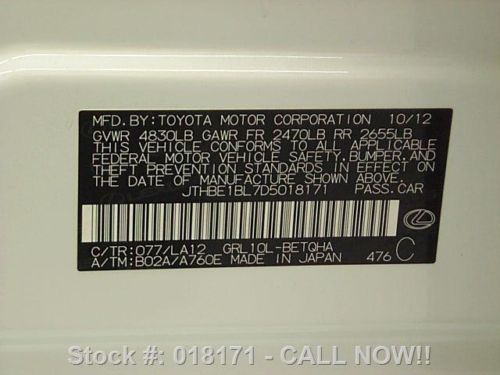 MFD.BY:TOYOTA MOTOR CORPORATION 10/12
GVWR 4830LB GAWR FR 2470LB RR 2655LB
THIS VEHICLE CONFORMS TO ALL APPLICABLE
FEDERAL MOTOR VEHICLE SAFETY,BUMPER,AND
THEFT PREVENTION STANDARDS IN EFFECT ON
THE DATE OF MANUFACTURE SHOWN ABOVE.
JTHBE1BL7D5018171 PASS.CAR
C/TR:077/LA12 GRL10L-BETQHA
A/TM:B02A/A760E MADE IN JAPAN 476 C
Stock #: 018171 - CALL NOW!!